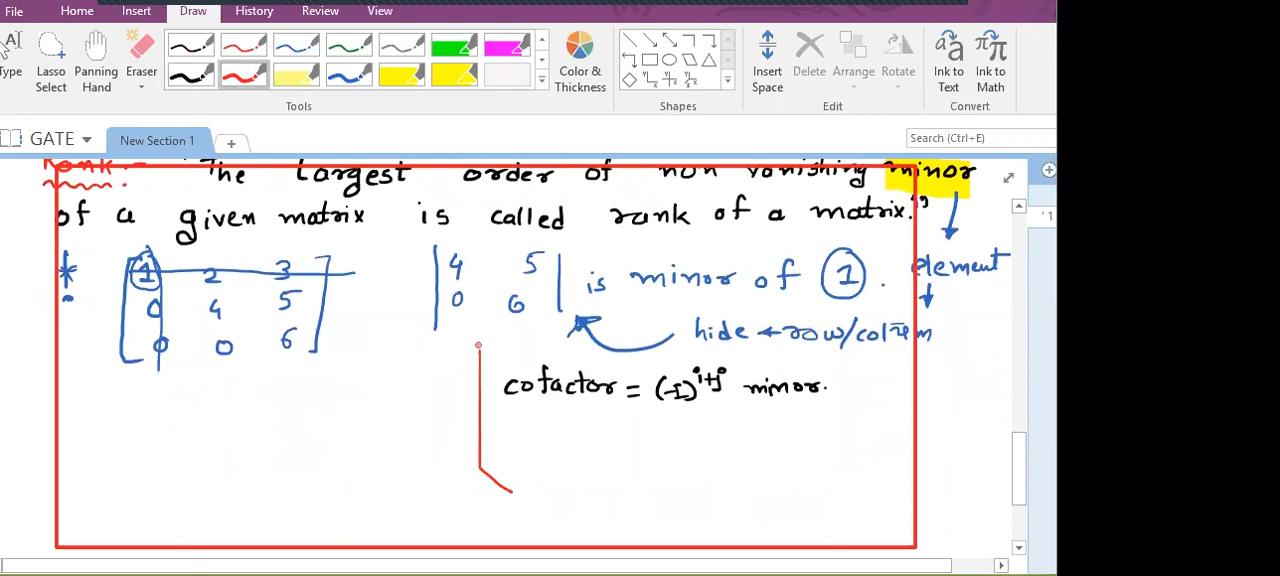 File Home Insert Draw History Review View
Type Lasso Select Panning Hand Eraser Color & Thickness Insert Space Delete Arrange Rotate Ink to Text Ink to Math
Tools Shapes Edit Convert
GATE New Section 1 + Search (Ctrl+E)
Rank:- "The Largest order of non vanishing minor
of a given matrix is called rank of a matrix."
* [1 2 3 |4 5 is minor of 1. element
0 4 5 0 6|
0 0 6] hide ← row/
cofactor = (-1)^i+j minor.